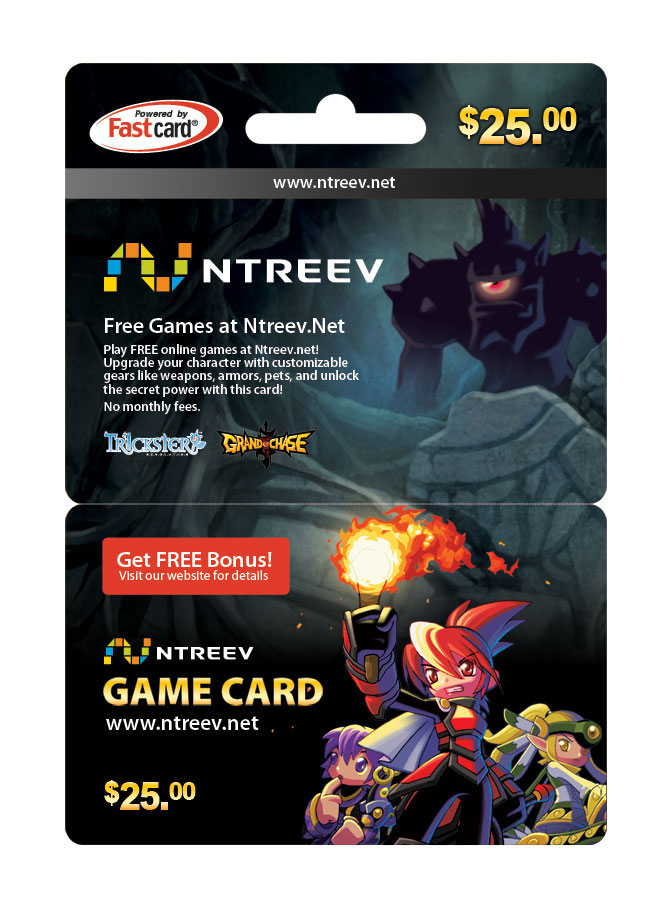 Powered by
Fastcard®
$25.00
www.ntreev.net
NTREEV
Free Games at Ntreev.Net
Play FREE online games at Ntreev.net!
Upgrade your character with customizable
gears like weapons, armors, pets, and unlock
the secret power with this card!
No monthly fees.
TRICKSTER
REVOLUTION
GRAND CHASE
Get FREE Bonus!
Visit our website for details
NTREEV
GAME CARD
www.ntreev.net
$25.00